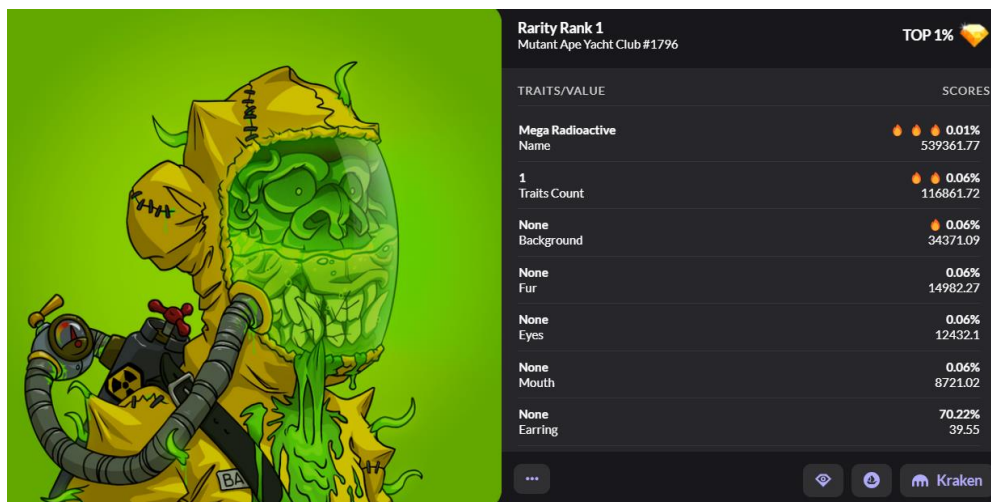 Rarity Rank 1
Mutant Ape Yacht Club #1796
TOP 1%
TRAITS/VALUE SCORES
Mega Radioactive 0.01%
Name 539361.77
1 0.06%
Traits Count 116861.72
None 0.06%
Background 34371.09
None 0.06%
Fur 14982.27
None 0.06%
Eyes 12432.1
None 0.06%
Mouth 8721.02
None 70.22%
Earring 39.55
BA
Kraken